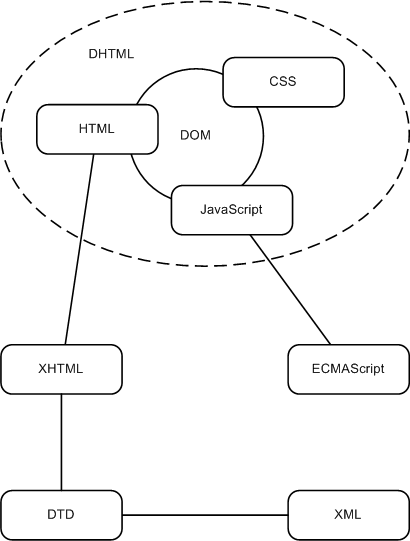 DHTML
CSS
HTML
DOM
JavaScript
XHTML
ECMAScript
DTD
XML